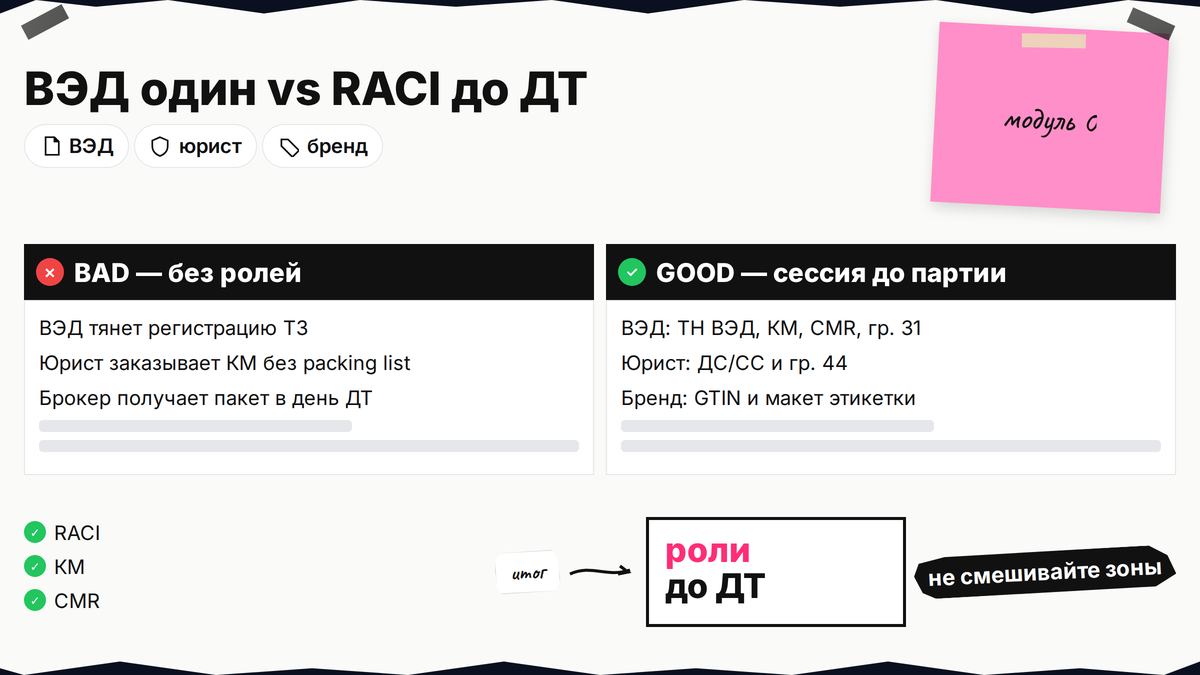 модуль 0
ВЭД один vs RACI до ДТ
ВЭД
юрист
бренд
BAD — без ролей
ВЭД тянет регистрацию ТЗ
Юрист заказывает КМ без packing list
Брокер получает пакет в день ДТ
GOOD — сессия до партии
ВЭД: ТН ВЭД, КМ, CMR, гр. 31
Юрист: ДС/СС и гр. 44
Бренд: GTIN и макет этикетки
RACI
КМ
CMR
итог
роли
до ДТ
не смешивайте зоны